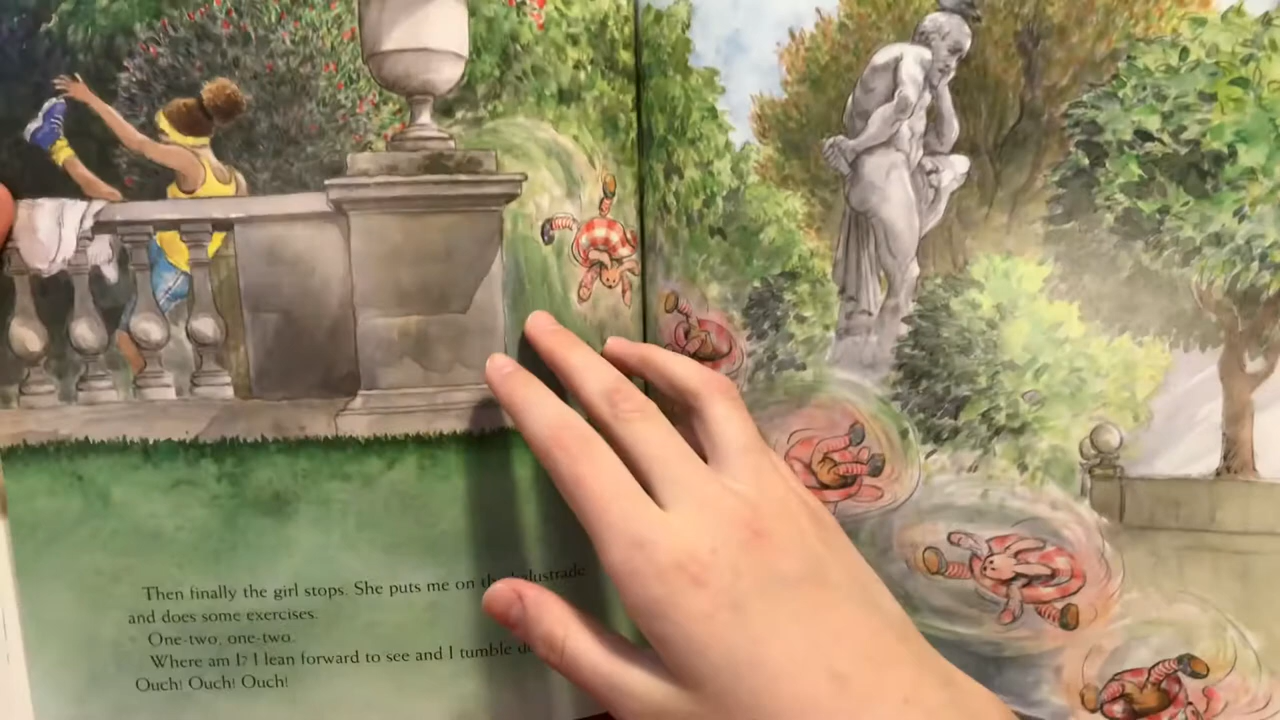 Then finally the girl stops. She puts me on the balustrade
and does some exercises.
One-two, one-two.
Where am I? I lean forward to see and I tumble
Ouch! Ouch! Ouch!